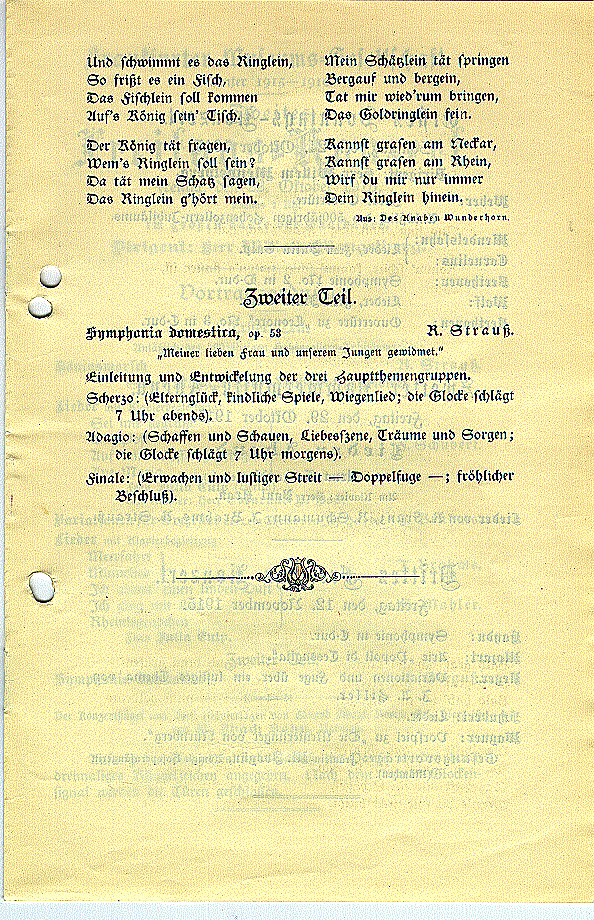 Und schwimmt es das Ringlein,
So frißt es ein Fisch,
Das Fischlein soll kommen
Auf's König sein' Tisch.
Der König tät fragen,
Wem's Ringlein soll sein?
Da tät mein Schatz sagen,
Das Ringlein g'hört mein.
Mein Schätzlein tät springen
Bergauf und bergein,
Tat mir wied'rum bringen,
Das Goldringlein fein.
Kannst grasen am Neckar,
Kannst grasen am Rhein,
Wirf du mir nur immer
Dein Ringlein hinein.
Aus: Des Knaben Wunderhorn.
Zweiter Teil.
Symphonia domestica, op. 53 R. Strauß.
„Meiner lieben Frau und unserem Jungen gewidmet."
Einleitung und Entwickelung der drei Hauptthemengruppen.
Scherzo: (Elternglück, kindliche Spiele, Wiegenlied; die Glocke schlägt
7 Uhr abends).
Adagio: (Schaffen und Schauen, Liebesszene, Träume und Sorgen;
die Glocke schlägt 7 Uhr morgens).
Finale: (Erwachen und lustiger Streit — Doppelfuge —; fröhlicher
Beschluß).